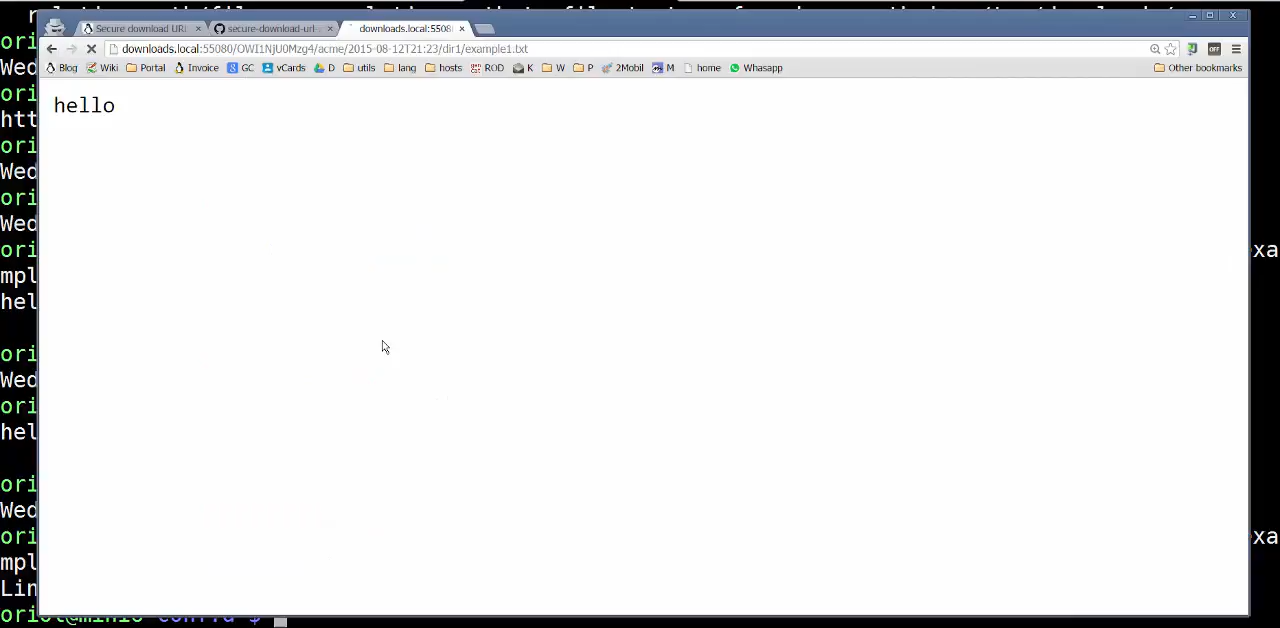 Secure download URL
secure-download-url
downloads.local:5508
downloads.local:55080/OWI1NjU0Mzg4/acme/2015-08-12T21:23/dir1/example1.txt
OFF
Blog Wiki Portal Invoice GC vCards D utils lang hosts ROD K W P 2Mobil M home Whasapp Other bookmarks
hello
ori
Wed
ori
htt
ori
Wed
ori
Wed
ori xa
mpl
hel
ori
Wed
ori
hel
ori
Wed
ori xa
mpl
Lin